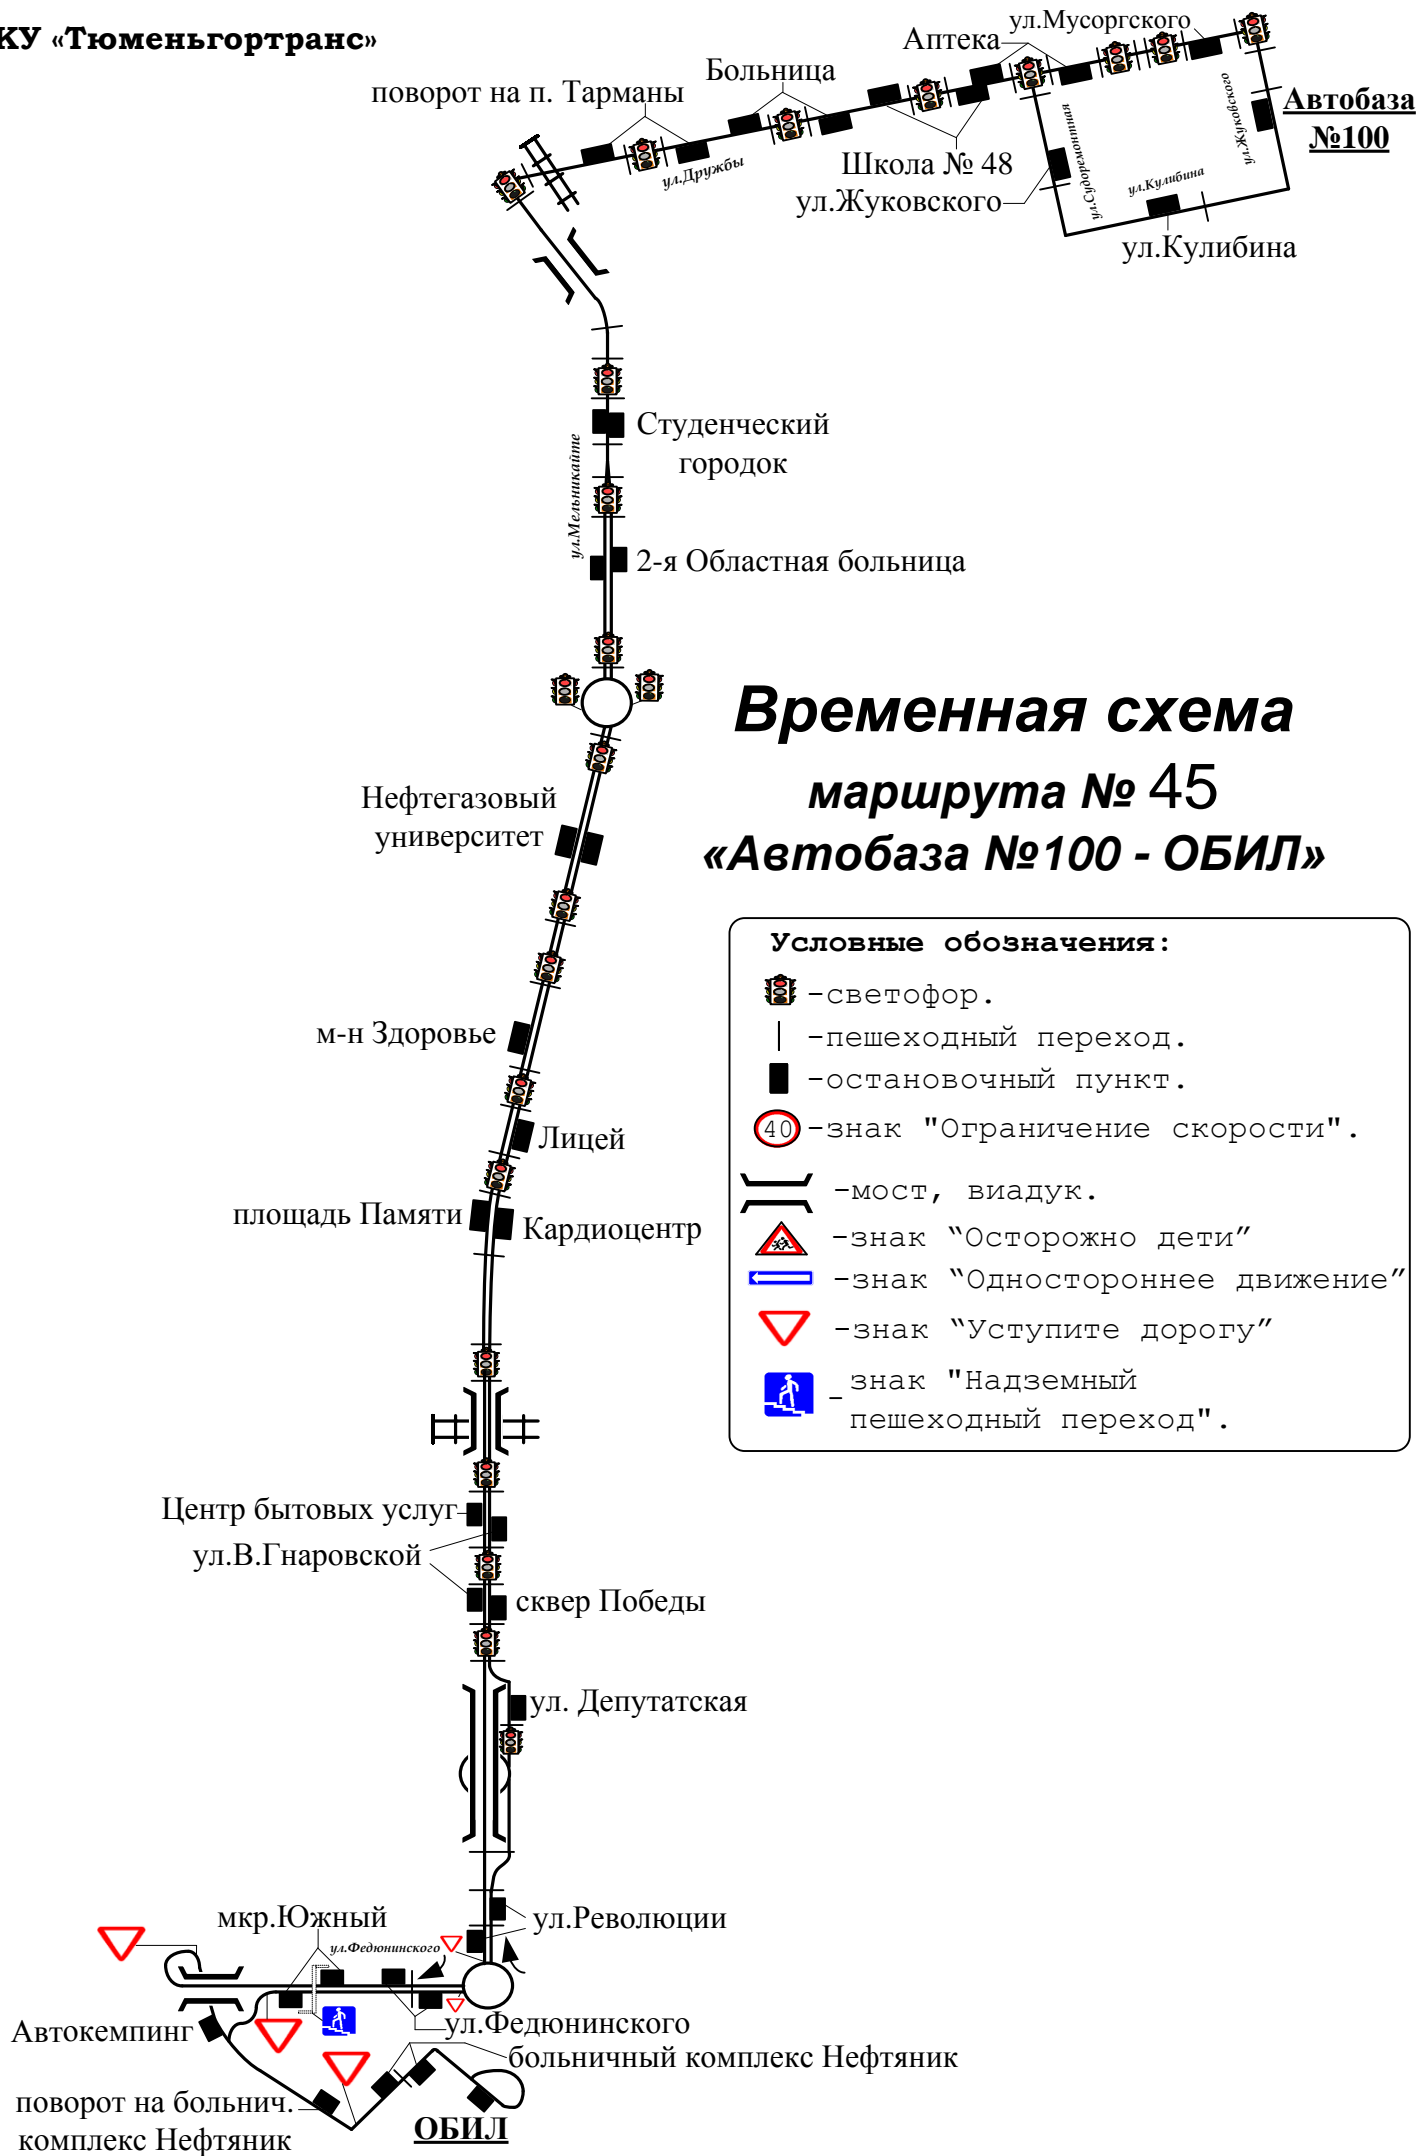 КУ «Тюменьгортранс»
ул.Мусоргского
Аптека
Больница
поворот на п. Тарманы
Автобаза
№100
ул.Жуковского
ул.Судоремонтная
Школа № 48
ул.Дружбы
ул.Кулибина
ул.Жуковского
ул.Кулибина
Студенческий
городок
ул.Мельникайте
2-я Областная больница
Временная схема
маршрута № 45
«Автобаза №100 - ОБИЛ»
Нефтегазовый
университет
Условные обозначения:
-светофор.
-пешеходный переход.
-остановочный пункт.
40 -знак "Ограничение скорости".
-мост, виадук.
-знак “Осторожно дети”
-знак “Одностороннее движение”
-знак “Уступите дорогу”
-знак "Надземный
пешеходный переход".
м-н Здоровье
Лицей
площадь Памяти
Кардиоцентр
Центр бытовых услуг
ул.В.Гнаровской
сквер Победы
ул. Депутатская
мкр.Южный
ул.Революции
ул.Федюнинского
Автокемпинг
ул.Федюнинского
больничный комплекс Нефтяник
поворот на больнич.
комплекс Нефтяник
ОБИЛ